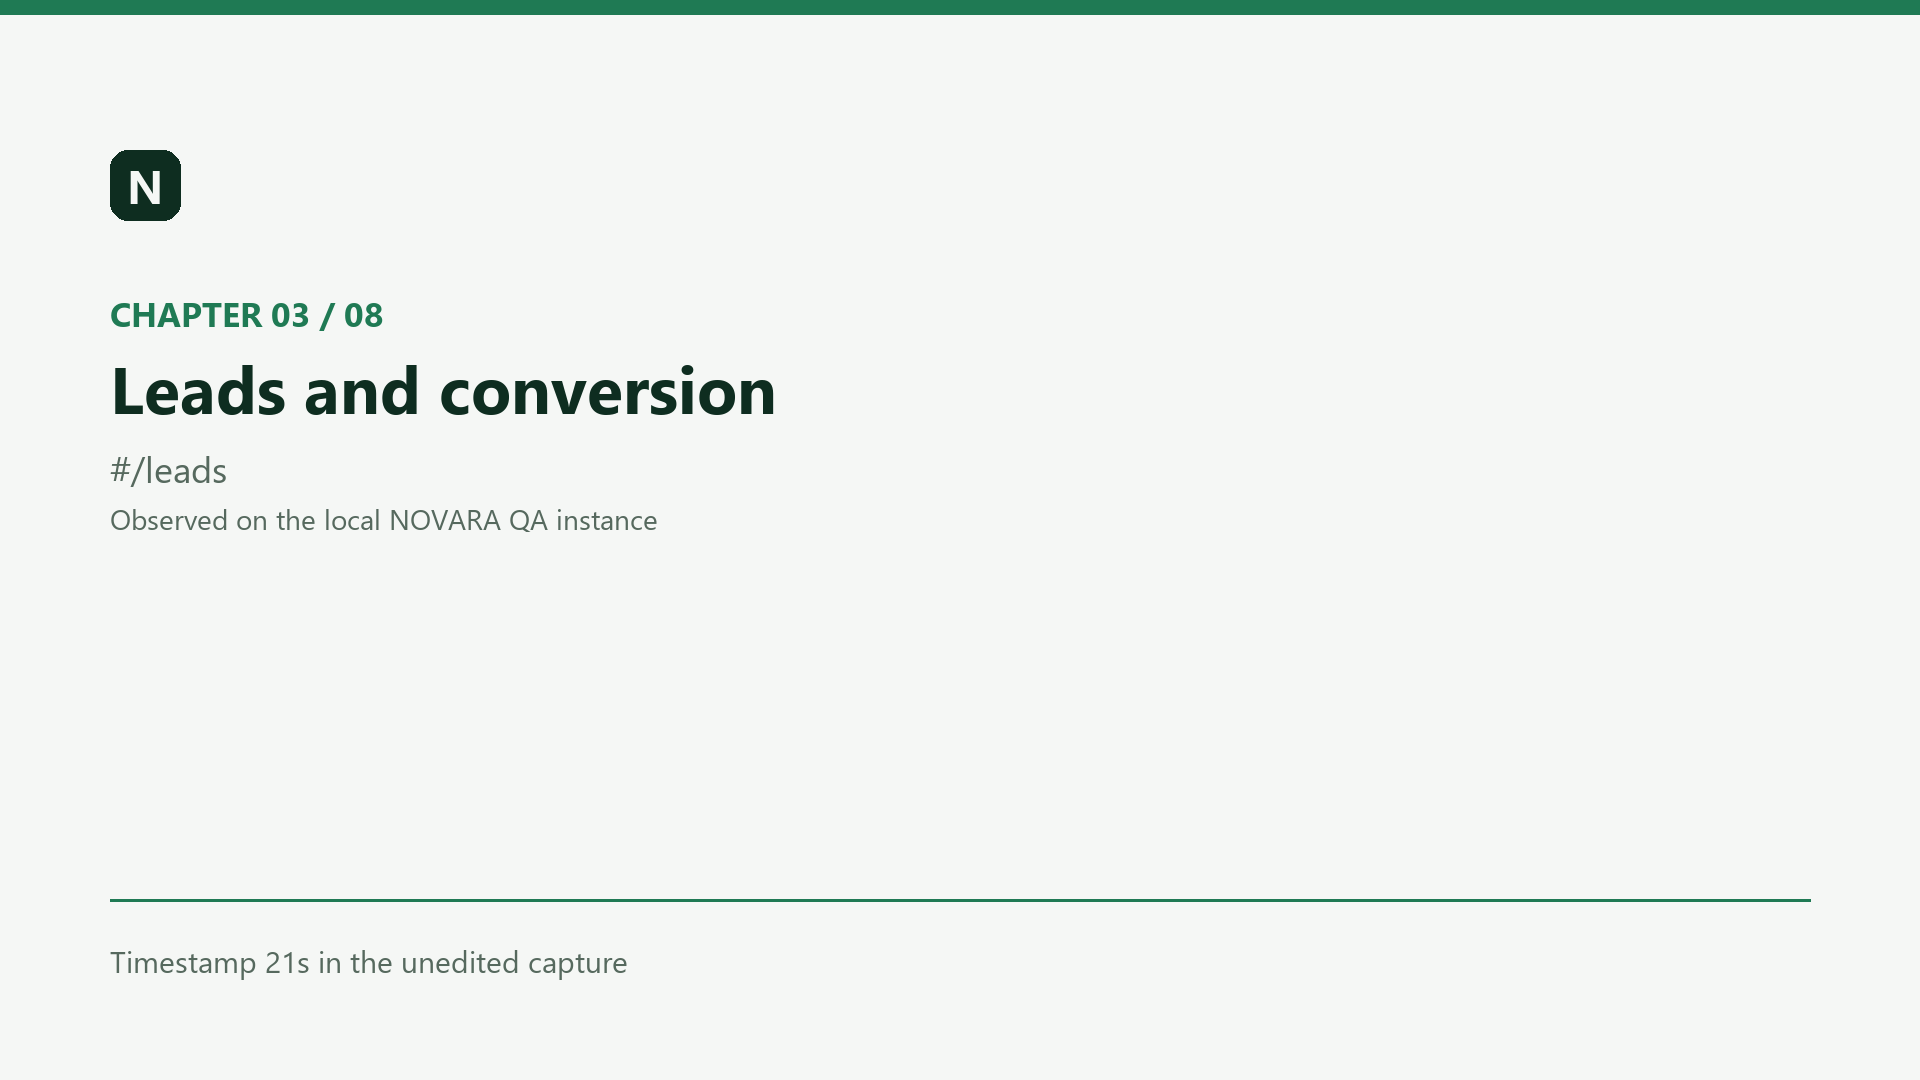 N
CHAPTER 03 / 08
Leads and conversion
#/leads
Observed on the local NOVARA QA instance
Timestamp 21s in the unedited capture